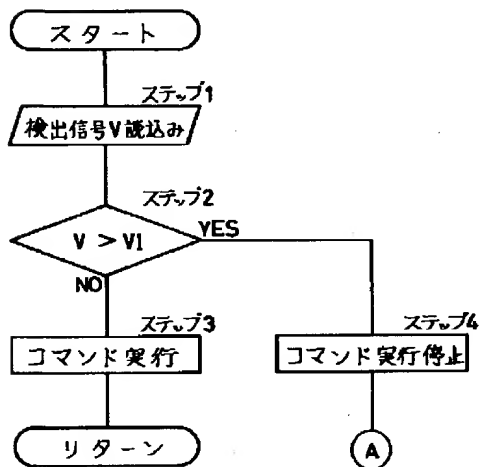 スタート
ステップ1
検出信号V読込み
ステップ2
V > V1
YES
NO
ステップ3
コマンド実行
ステップ4
コマンド実行停止
リターン
A